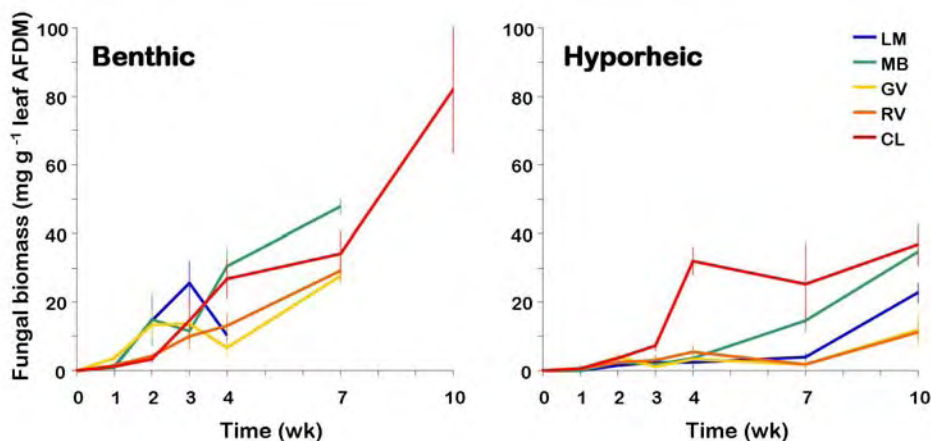 Fungal biomass (mg g⁻¹ leaf AFDM)
Benthic
100
80
60
40
20
0
0 1 2 3 4 7 10
Time (wk)
Hyporheic
LM
MB
GV
RV
CL
100
80
60
40
20
0
0 1 2 3 4 7 10
Time (wk)